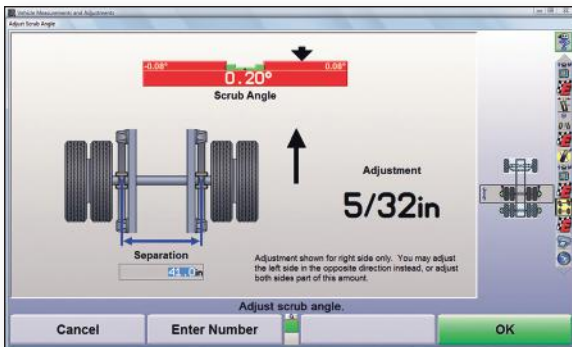 Vehicle Measurements and Adjustments
Adjust Scrub Angle
-0.08° 0.08°
0.20°
Scrub Angle
Adjustment
5/32in
Separation
41.0in
Adjustment shown for right side only. You may adjust
the left side in the opposite direction instead, or adjust
both sides part of this amount.
Adjust scrub angle.
Cancel
Enter Number
OK